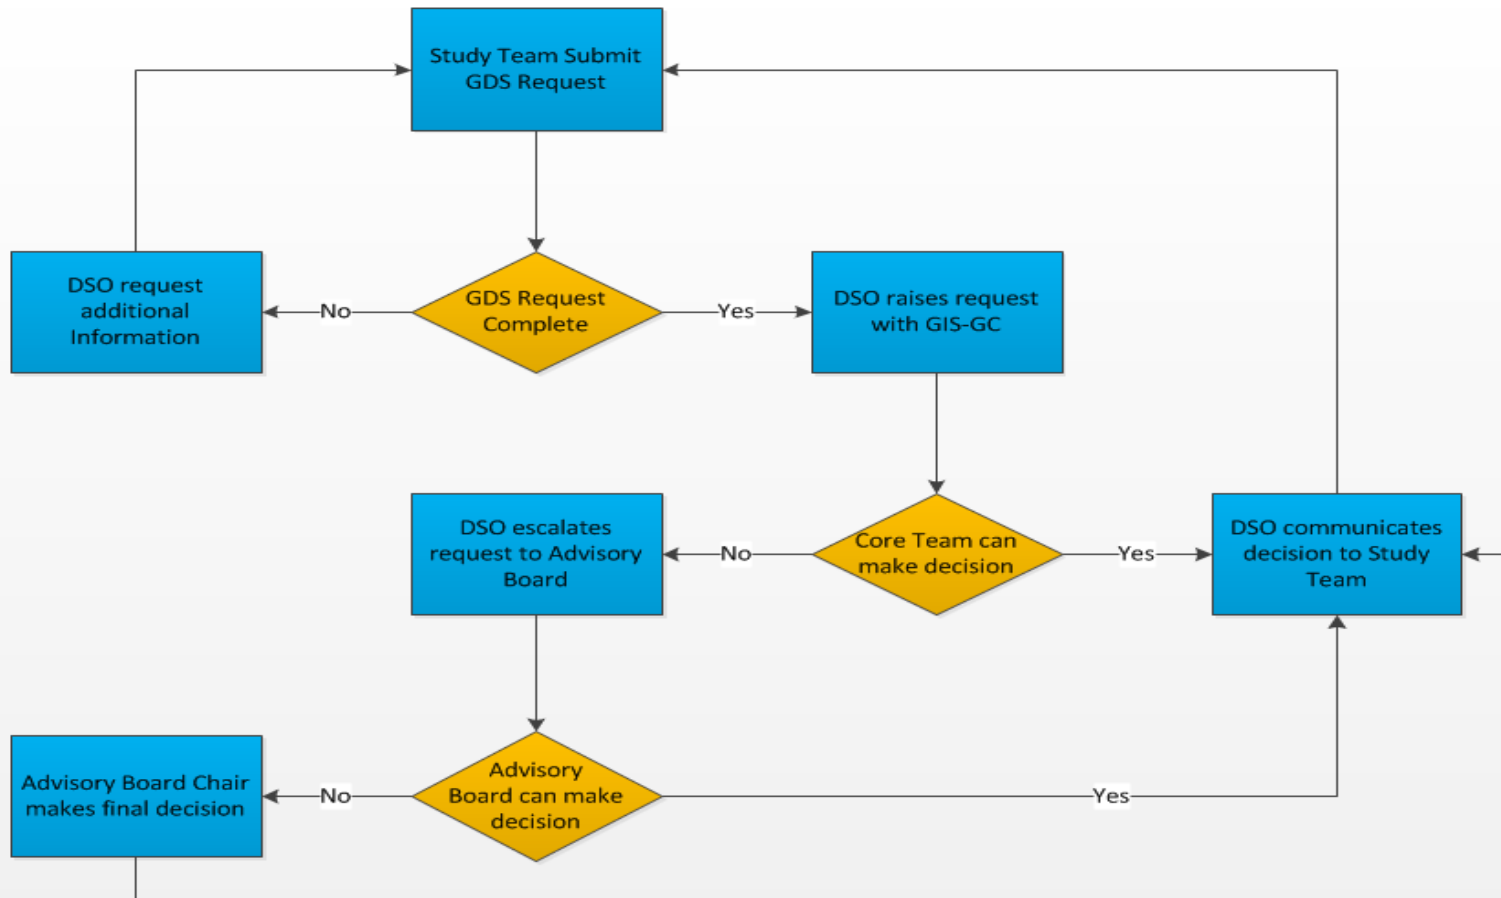 Study Team Submit
GDS Request
DSO request
additional
Information
No
GDS Request
Complete
Yes
DSO raises request
with GIS-GC
DSO escalates
request to Advisory
Board
No
Core Team can
make decision
Yes
DSO communicates
decision to Study
Team
Advisory Board Chair
makes final decision
No
Advisory
Board can make
decision
Yes